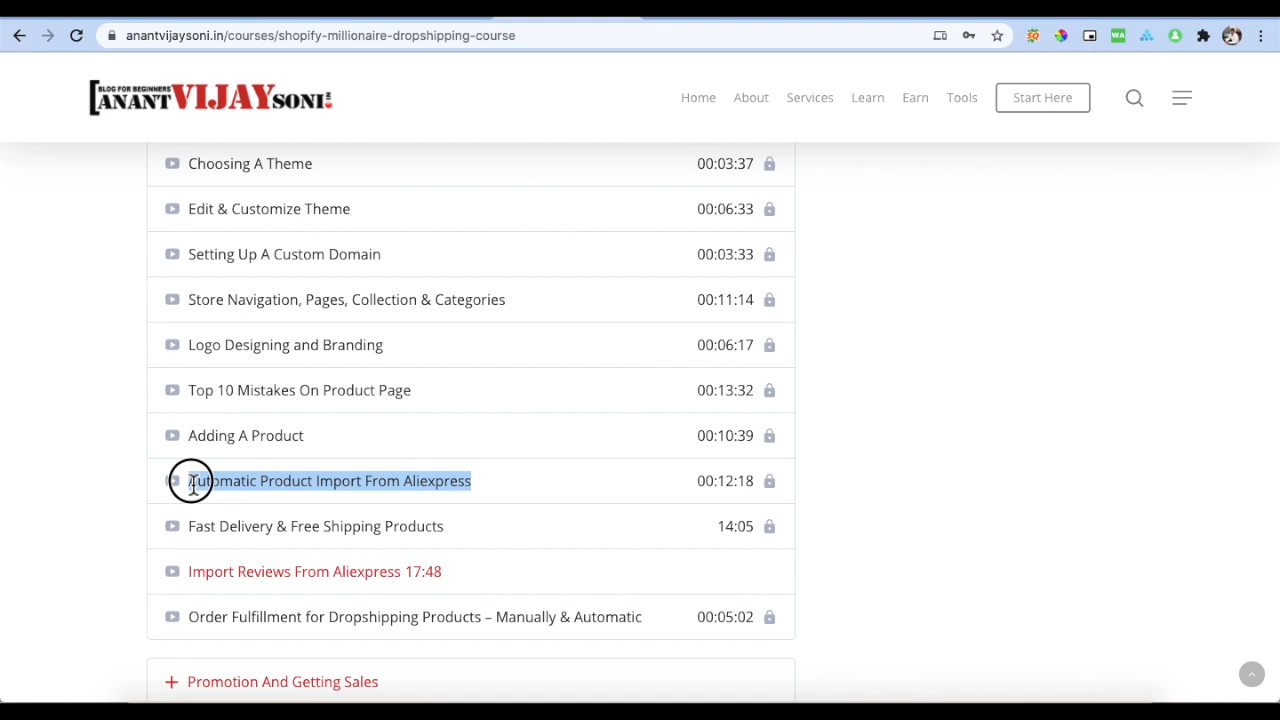 anantvijaysoni.in/courses/shopify-millionaire-dropshipping-course
BLOG FOR BEGINNERS
ANANTVIJAYSONI.IN
Home About Services Learn Earn Tools Start Here
Choosing A Theme 00:03:37
Edit & Customize Theme 00:06:33
Setting Up A Custom Domain 00:03:33
Store Navigation, Pages, Collection & Categories 00:11:14
Logo Designing and Branding 00:06:17
Top 10 Mistakes On Product Page 00:13:32
Adding A Product 00:10:39
Automatic Product Import From Aliexpress 00:12:18
Fast Delivery & Free Shipping Products 14:05
Import Reviews From Aliexpress 17:48
Order Fulfillment for Dropshipping Products – Manually & Automatic 00:05:02
+ Promotion And Getting Sales